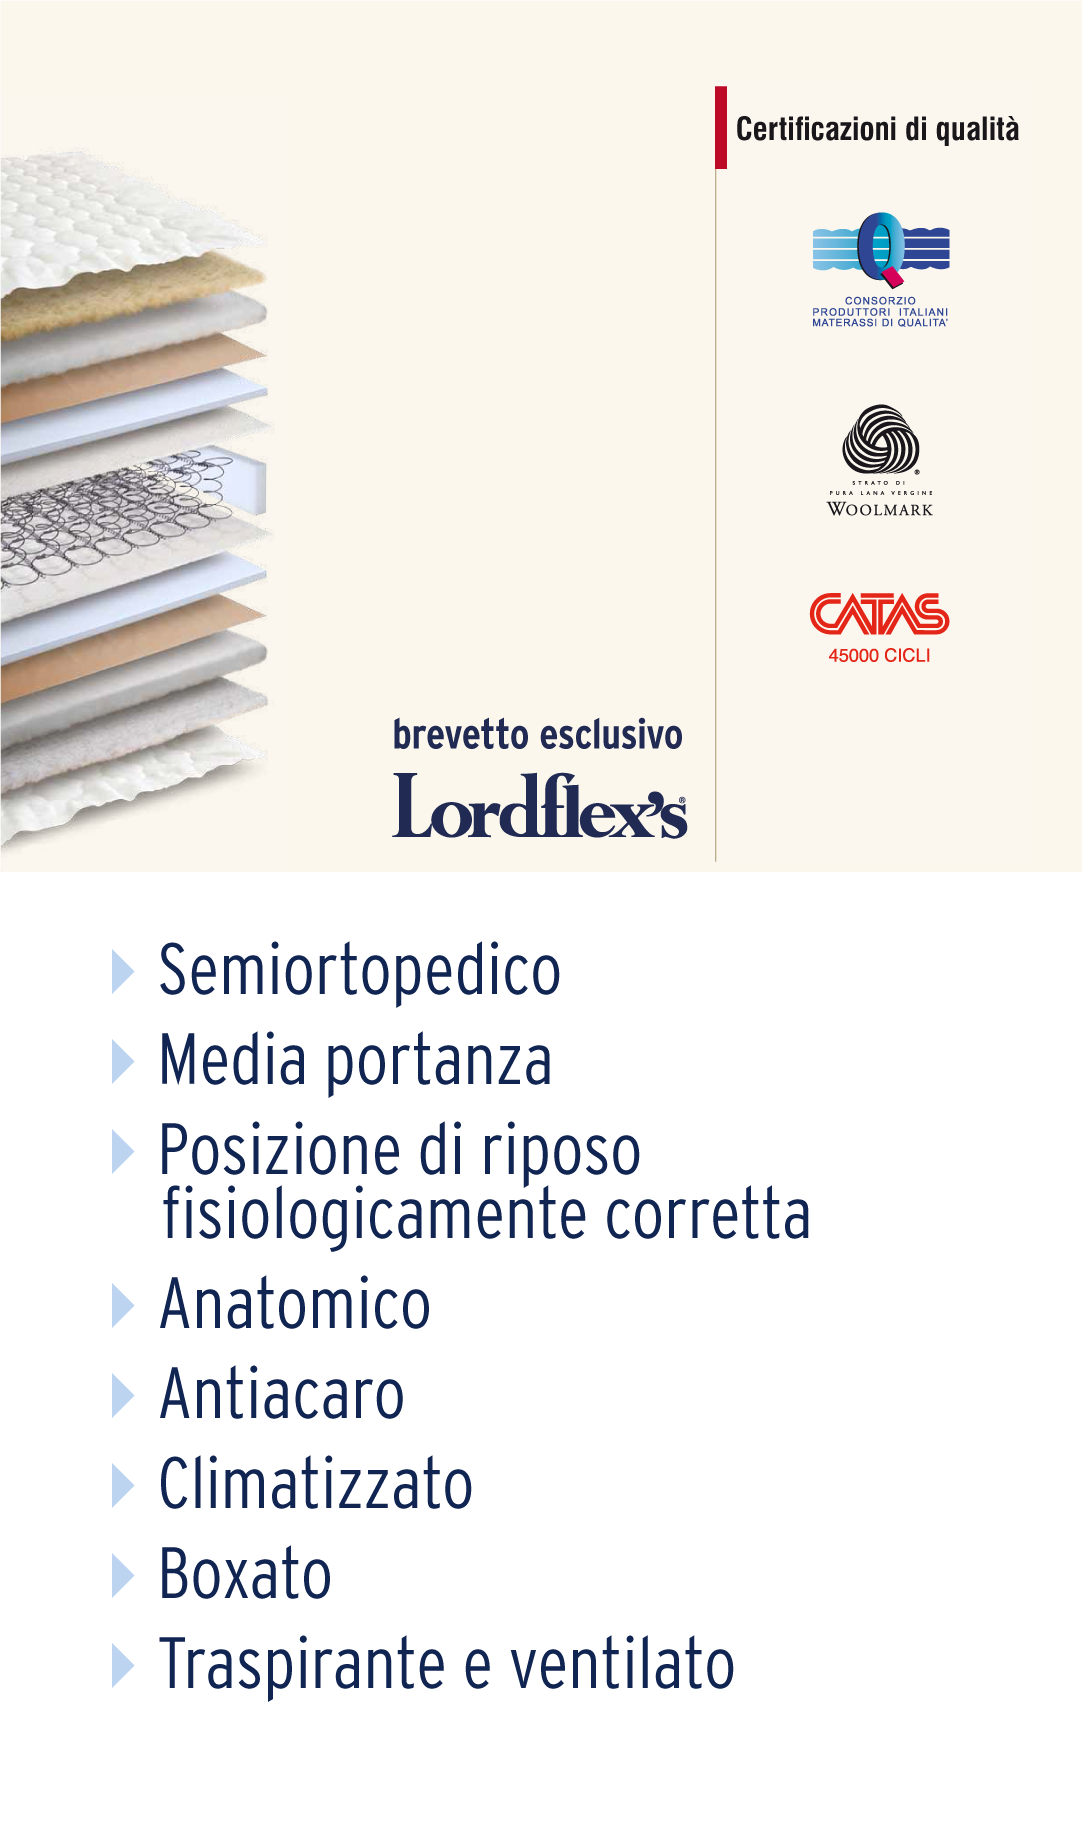 Certificazioni di qualità
CONSORZIO
PRODUTTORI ITALIANI
MATERASSI DI QUALITA'
STRATO DI
PURA LANA VERGINE
WOOLMARK
CATAS
45000 CICLI
brevetto esclusivo
Lordflex's®
Semiortopedico
Media portanza
Posizione di riposo
fisiologicamente corretta
Anatomico
Antiacaro
Climatizzato
Boxato
Traspirante e ventilato